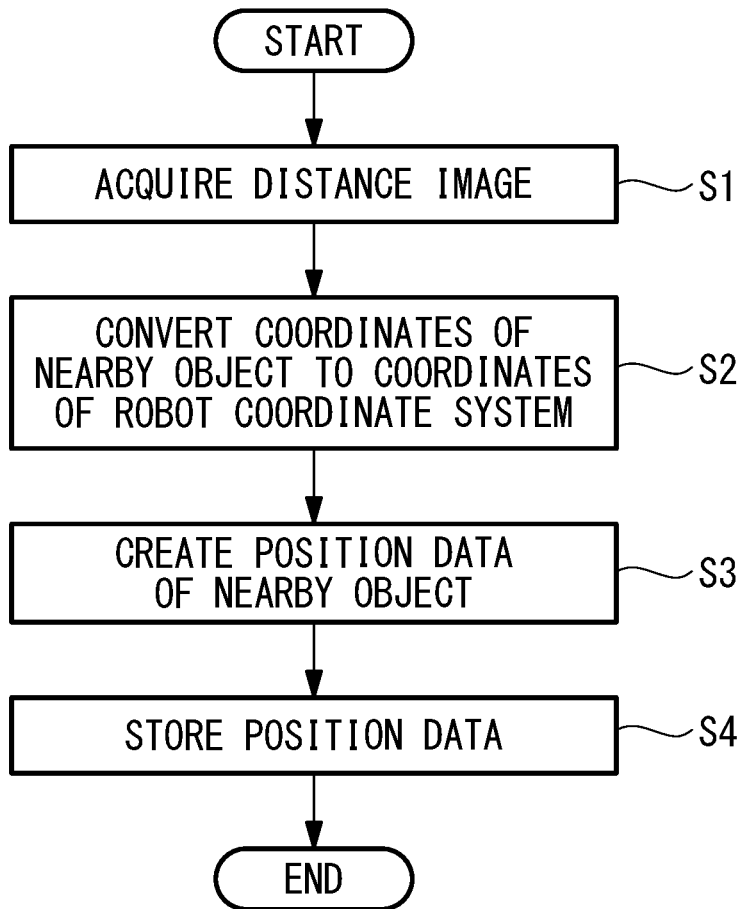 START
ACQUIRE DISTANCE IMAGE
S1
CONVERT COORDINATES OF
NEARBY OBJECT TO COORDINATES
OF ROBOT COORDINATE SYSTEM
S2
CREATE POSITION DATA
OF NEARBY OBJECT
S3
STORE POSITION DATA
S4
END